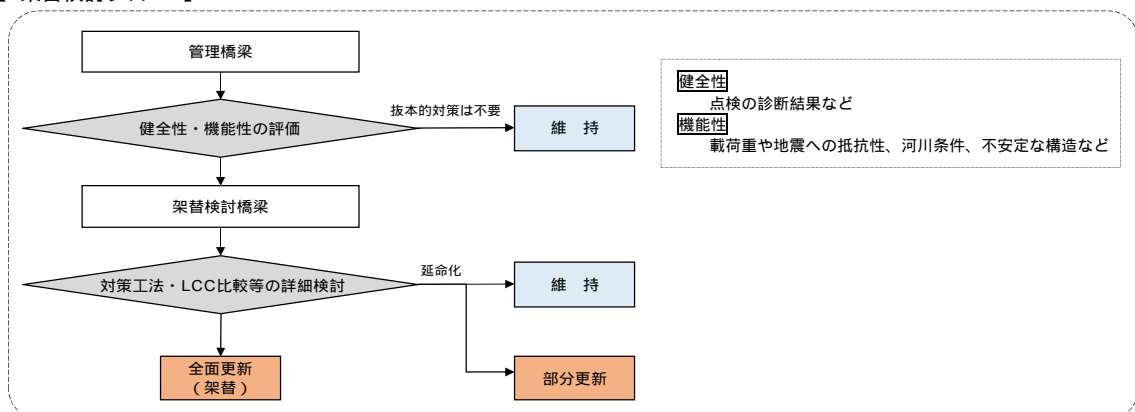 管理橋梁
健全性・機能性の評価
抜本的対策は不要
維　持
架替検討橋梁
対策工法・LCC比較等の詳細検討
延命化
維　持
全面更新
（架替）
部分更新
健全性
点検の診断結果など
機能性
載荷重や地震への抵抗性、河川条件、不安定な構造など